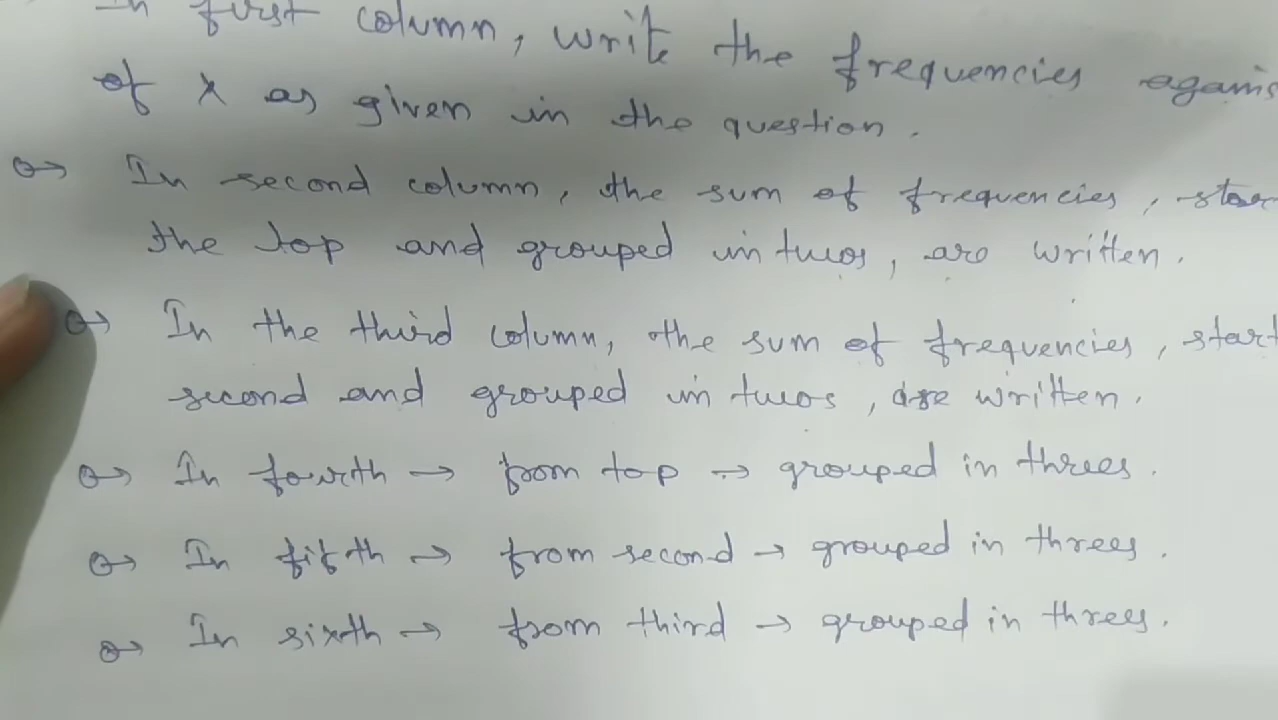 In first column, write the frequencies
of x as given in the question.
In second column, the sum of frequencies,
the top and grouped in twos, are written.
In the third column, the sum of frequencies, start
second and grouped in twos, are written.
In fourth → from top → grouped in threes.
In fifth → from second → grouped in threes.
In sixth → from third → grouped in threes.